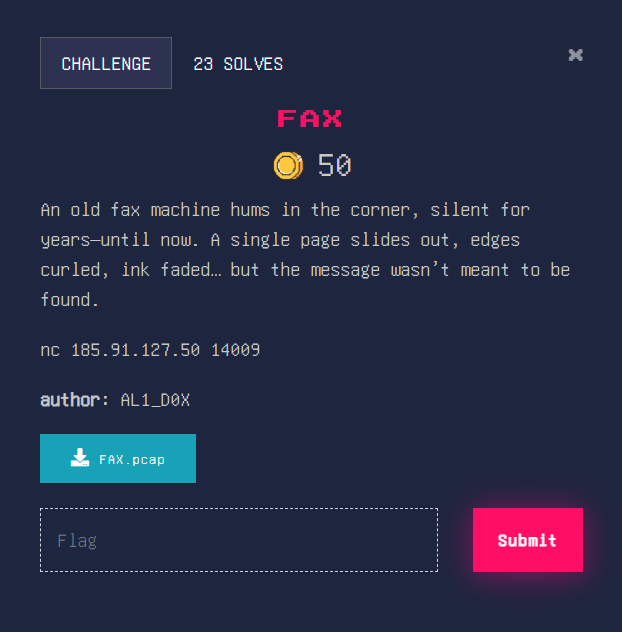 CHALLENGE
23 SOLVES
✖
FAX
50
An old fax machine hums in the corner, silent for
years—until now. A single page slides out, edges
curled, ink faded… but the message wasn't meant to be
found.
nc 185.91.127.50 14009
author: AL1_D0X
FAX.pcap
Flag
Submit